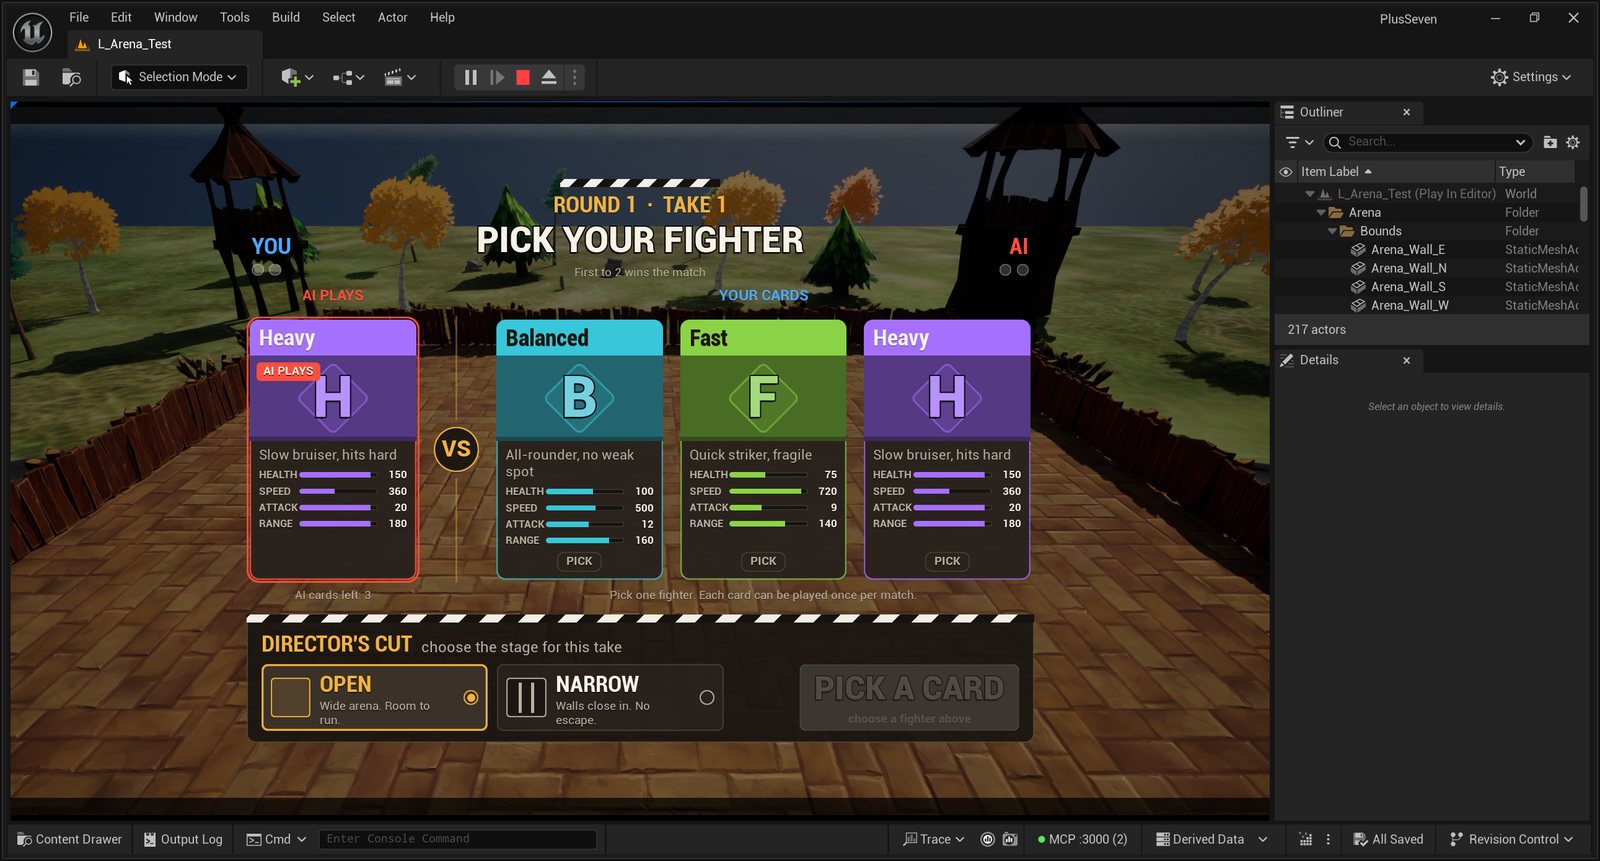 File Edit Window Tools Build Select Actor Help
PlusSeven
L_Arena_Test
Selection Mode
Settings
Outliner
Search...
Item Label Type
L_Arena_Test (Play In Editor) World
Arena Folder
Bounds Folder
Arena_Wall_E StaticMeshAc
Arena_Wall_N StaticMeshAc
Arena_Wall_S StaticMeshAc
Arena_Wall_W StaticMeshAc
217 actors
Details
Select an object to view details.
ROUND 1 · TAKE 1
PICK YOUR FIGHTER
First to 2 wins the match
YOU
AI
AI PLAYS
YOUR CARDS
Heavy
AI PLAYS
H
Slow bruiser, hits hard
HEALTH 150
SPEED 360
ATTACK 20
RANGE 180
VS
Balanced
B
All-rounder, no weak
spot
HEALTH 100
SPEED 500
ATTACK 12
RANGE 160
PICK
Fast
F
Quick striker, fragile
HEALTH 75
SPEED 720
ATTACK 9
RANGE 140
PICK
Heavy
H
Slow bruiser, hits hard
HEALTH 150
SPEED 360
ATTACK 20
RANGE 180
PICK
AI cards left: 3
Pick one fighter. Each card can be played once per match.
DIRECTOR'S CUT choose the stage for this take
OPEN
Wide arena. Room to
run.
NARROW
Walls close in. No
escape.
PICK A CARD
choose a fighter above
Content Drawer Output Log Cmd Enter Console Command Trace MCP :3000 (2) Derived Data All Saved Revision Control